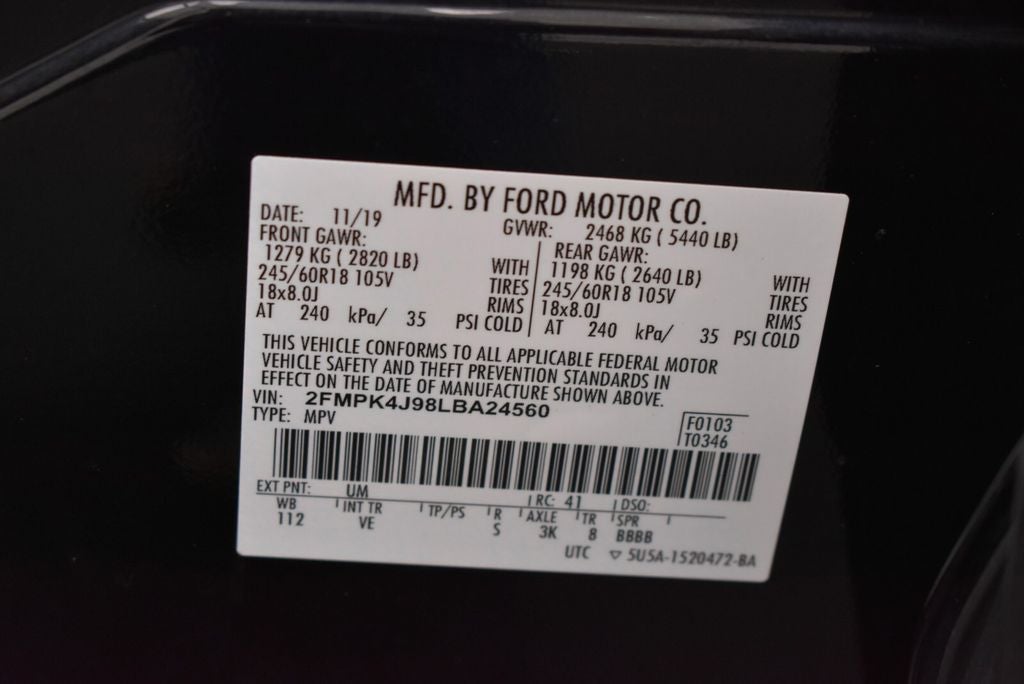 MFD. BY FORD MOTOR CO.
DATE: 11/19 GVWR: 2468 KG ( 5440 LB)
FRONT GAWR: REAR GAWR:
1279 KG ( 2820 LB) WITH 1198 KG ( 2640 LB) WITH
245/60R18 105V TIRES 245/60R18 105V TIRES
18x8.0J RIMS 18x8.0J RIMS
AT 240 kPa/ 35 PSI COLD AT 240 kPa/ 35 PSI COLD
THIS VEHICLE CONFORMS TO ALL APPLICABLE FEDERAL MOTOR
VEHICLE SAFETY AND THEFT PREVENTION STANDARDS IN
EFFECT ON THE DATE OF MANUFACTURE SHOWN ABOVE.
VIN: 2FMPK4J98LBA24560
TYPE: MPV F0103
T0346
EXT PNT: UM RC: 41 DSO:
WB INT TR TP/PS R AXLE TR SPR
112 VE S 3K 8 BBBB
UTC ▽ 5U5A-1520472-BA